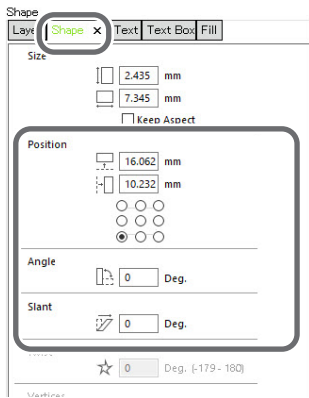 Shape
Laye Shape × Text Text Box Fill
Size
2.435 mm
7.345 mm
Keep Aspect
Position
16.062 mm
10.232 mm
Angle
0 Deg.
Slant
0 Deg.
0 Deg. (-179 - 180)
Vertices